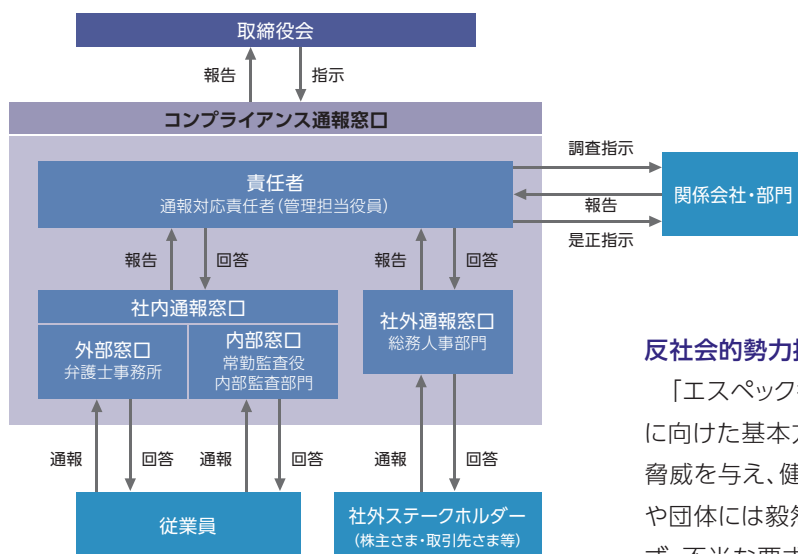 取締役会
報告
指示
コンプライアンス通報窓口
責任者
通報対応責任者（管理担当役員）
調査指示
報告
是正指示
関係会社・部門
報告
回答
報告
回答
社内通報窓口
外部窓口
弁護士事務所
内部窓口
常勤監査役
内部監査部門
社外通報窓口
総務人事部門
通報
回答
通報
回答
通報
回答
従業員
社外ステークホルダー
（株主さま・取引先さま等）
反社会的勢力
「エスペック
に向けた基本
脅威を与え、健
や団体には毅